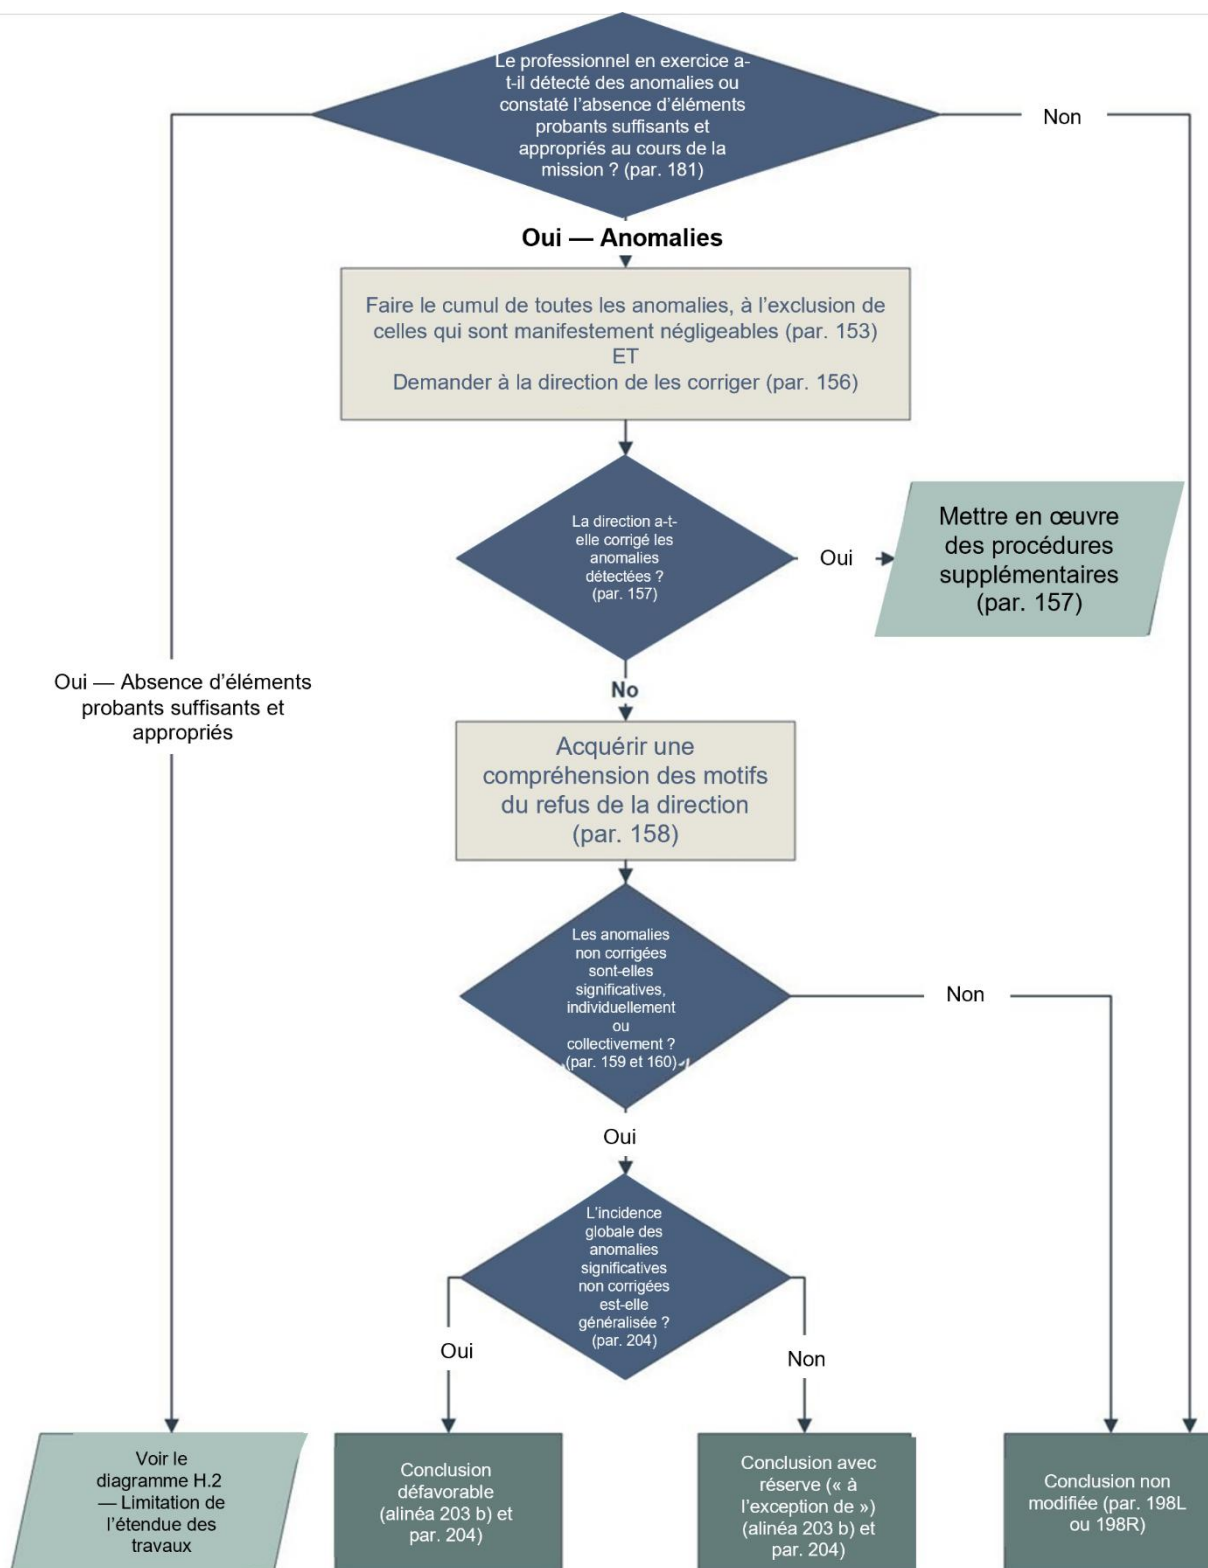 Le professionnel en exercice a-
t-il détecté des anomalies ou
constaté l’absence d’éléments
probants suffisants et
appropriés au cours de la
mission ? (par. 181)
Non
Oui — Anomalies
Faire le cumul de toutes les anomalies, à l’exclusion de
celles qui sont manifestement négligeables (par. 153)
ET
Demander à la direction de les corriger (par. 156)
La direction a-t-
elle corrigé les
anomalies
détectées ?
(par. 157)
Oui
Mettre en œuvre
des procédures
supplémentaires
(par. 157)
No
Oui — Absence d’éléments
probants suffisants et
appropriés
Acquérir une
compréhension des motifs
du refus de la direction
(par. 158)
Les anomalies
non corrigées
sont-elles
significatives,
individuellement
ou
collectivement ?
(par. 159 et 160)
Non
Oui
L’incidence
globale des
anomalies
significatives
non corrigées
est-elle
généralisée ?
(par. 204)
Oui
Non
Voir le
diagramme H.2
— Limitation de
l’étendue des
travaux
Conclusion
défavorable
(alinéa 203 b) et
par. 204)
Conclusion avec
réserve (« à
l’exception de »)
(alinéa 203 b) et
par. 204)
Conclusion non
modifiée (par. 198L
ou 198R)